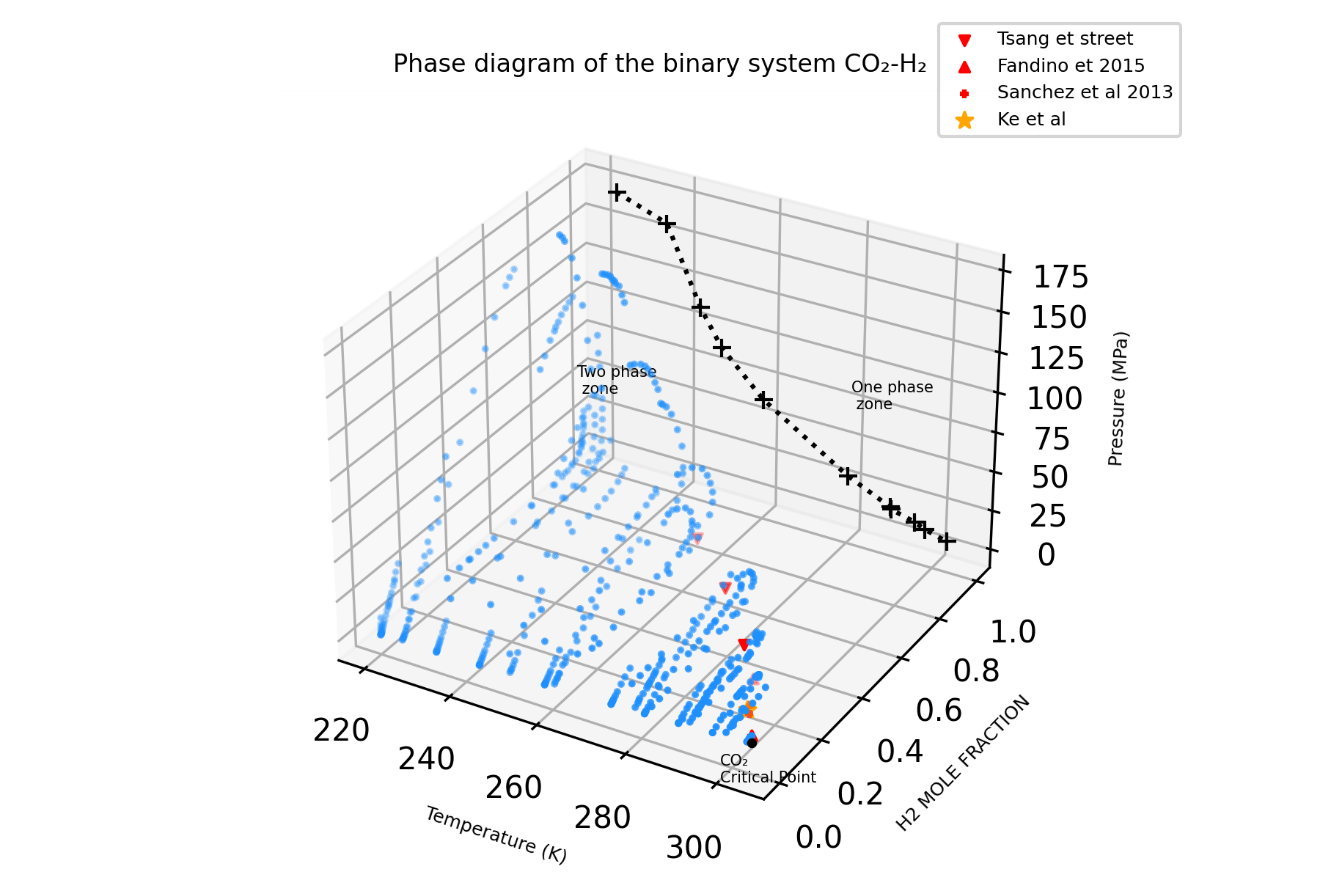 Phase diagram of the binary system CO₂-H₂
Tsang et street
Fandino et 2015
Sanchez et al 2013
Ke et al
Two phase
zone
One phase
zone
175
150
125
100
75
50
25
0
Pressure (MPa)
1.0
0.8
0.6
0.4
0.2
0.0
H2 MOLE FRACTION
CO₂
Critical Point
220
240
260
280
300
Temperature (K)